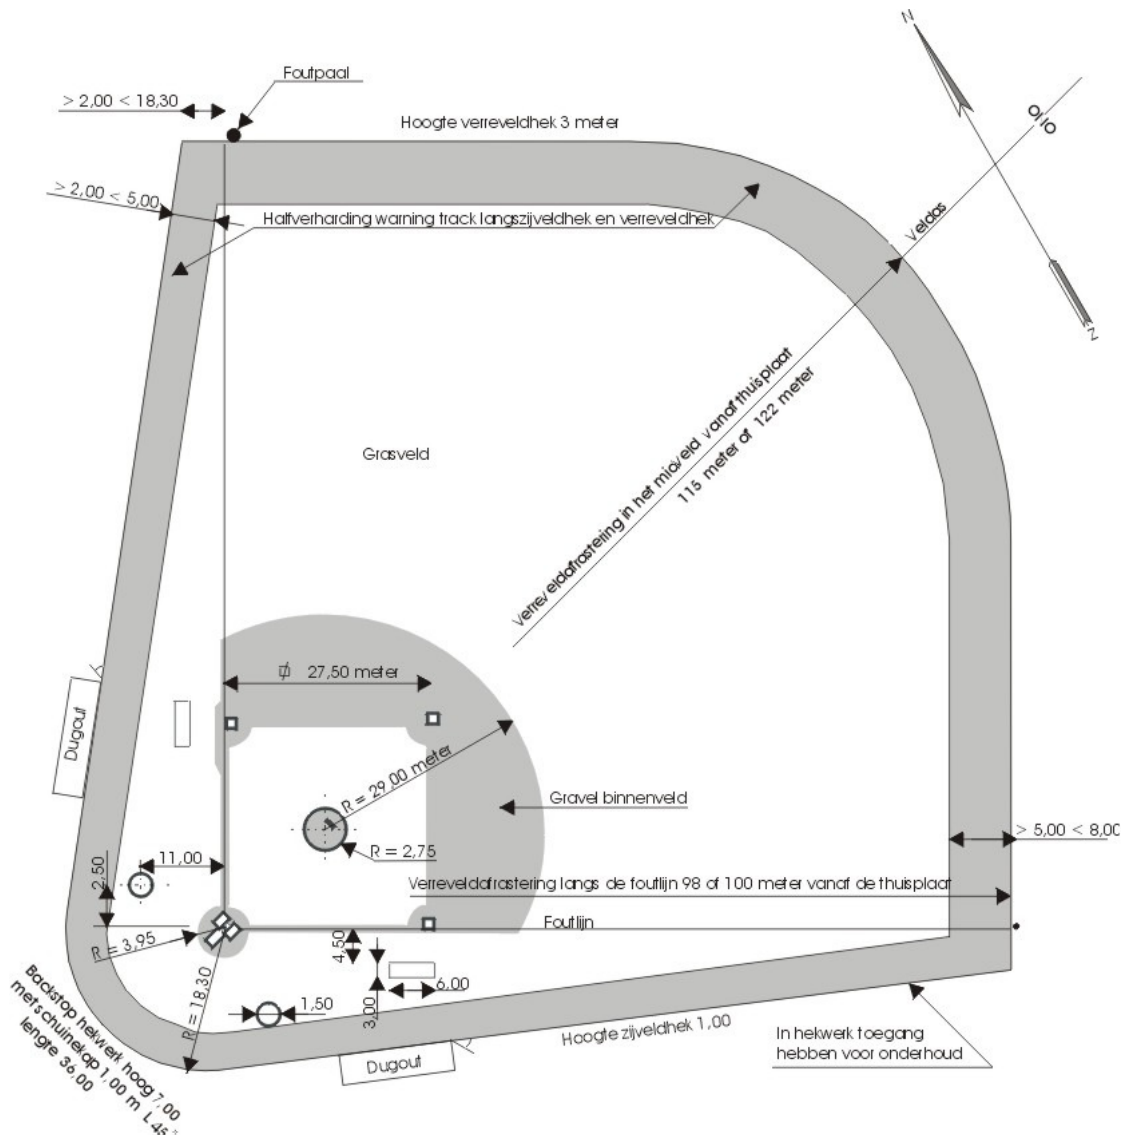 N
Foutpaal
> 2,00 < 18,30
Hoogte verreveldhek 3 meter
OI|IO
> 2,00 < 5,00
Halfverharding warning track langszijveldhek en verreveldhek
Veldas
N
Verreveldafrastering in het midveld vanaf thuisplaat
115 meter of 122 meter
Grasveld
27,50 meter
Dugout
R = 29,00 meter
Gravel binnenveld
> 5,00 < 8,00
R = 2,75
11,00
2,50
Verreveldafrastering langs de foutlijn 98 of 100 meter vanaf de thuisplaat
Foutlijn
R = 3,95
4,50
6,00
3,00
R = 18,30
1,50
Hoogte zijveldhek 1,00
In hekwerk toegang
hebben voor onderhoud
Dugout
Backstop hekwerk hoog 7,00
met schuinekap 1,00 m L 45
lengte 36,00